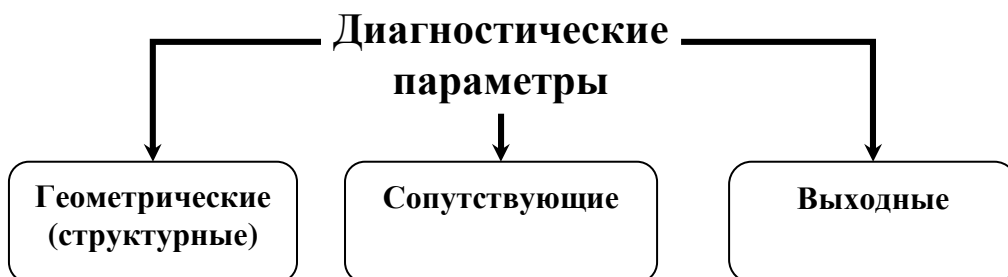 Диагностические
параметры
Геометрические
(структурные)
Сопутствующие
Выходные